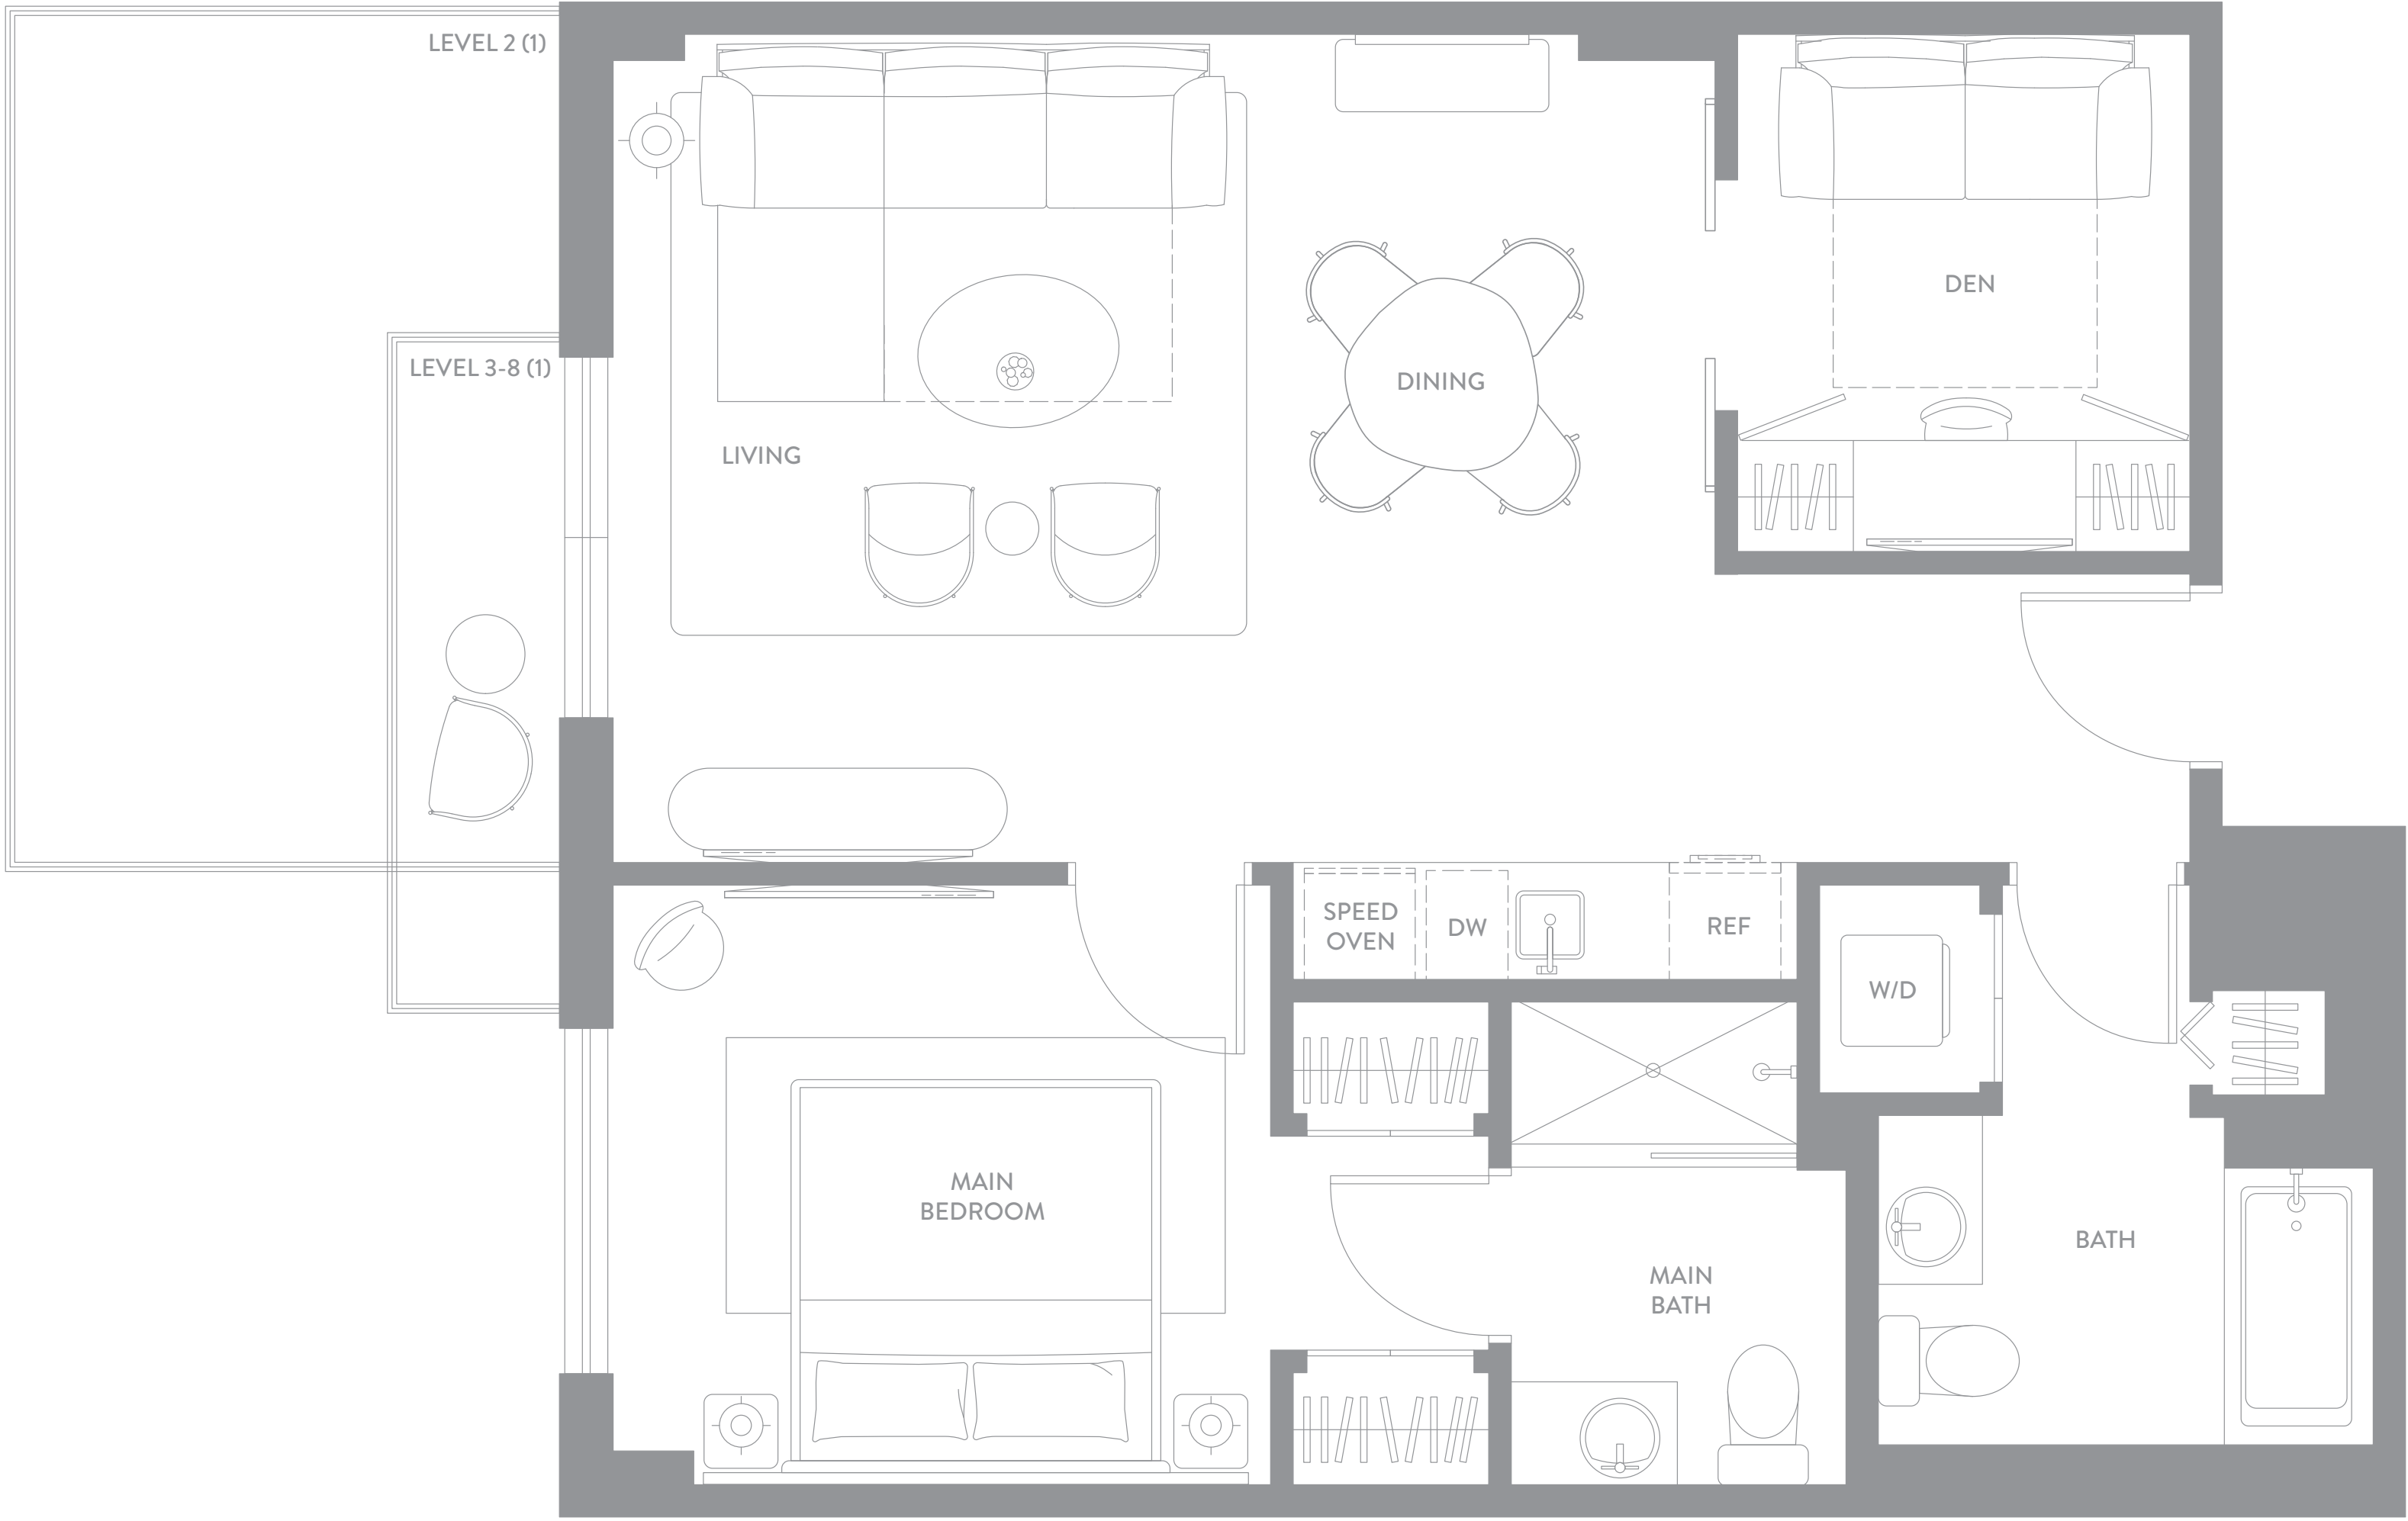 LEVEL 2 (1)
LEVEL 3-8 (1)
DEN
DINING
LIVING
SPEED
OVEN
DW
REF
W/D
MAIN
BEDROOM
BATH
MAIN
BATH